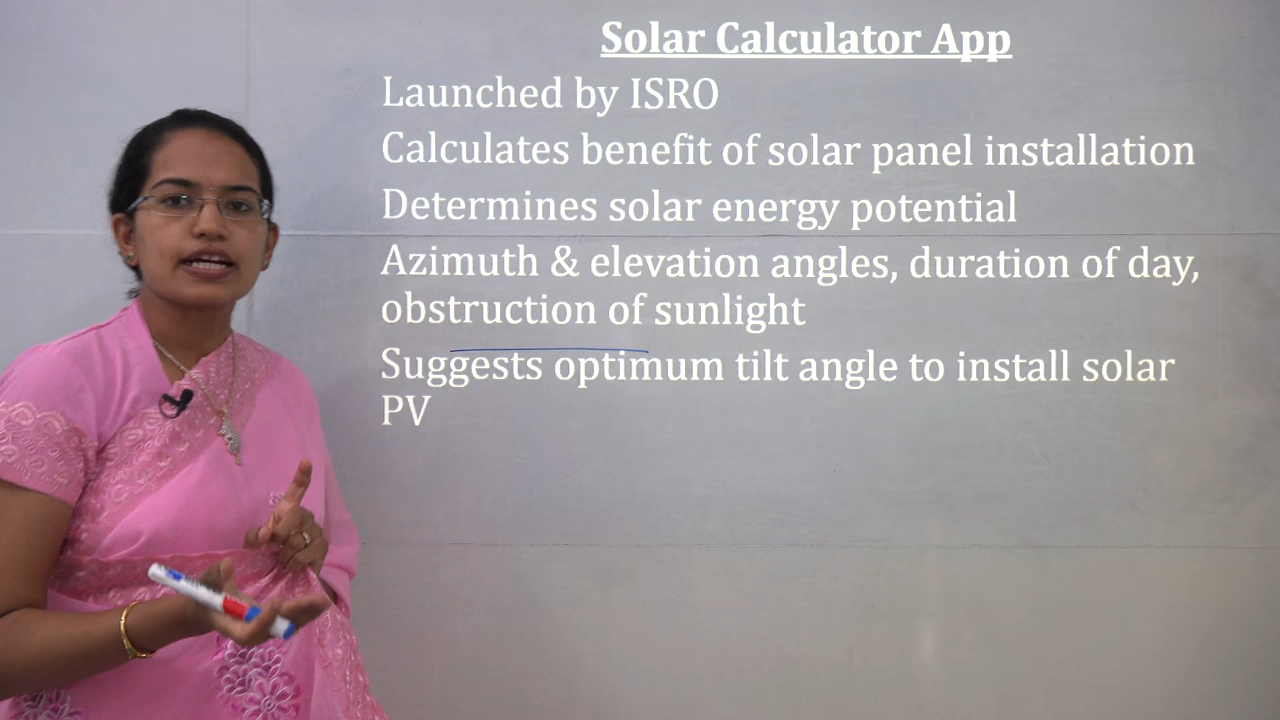 Solar Calculator App
Launched by ISRO
Calculates benefit of solar panel installation
Determines solar energy potential
Azimuth & elevation angles, duration of day,
obstruction of sunlight
Suggests optimum tilt angle to install solar
PV